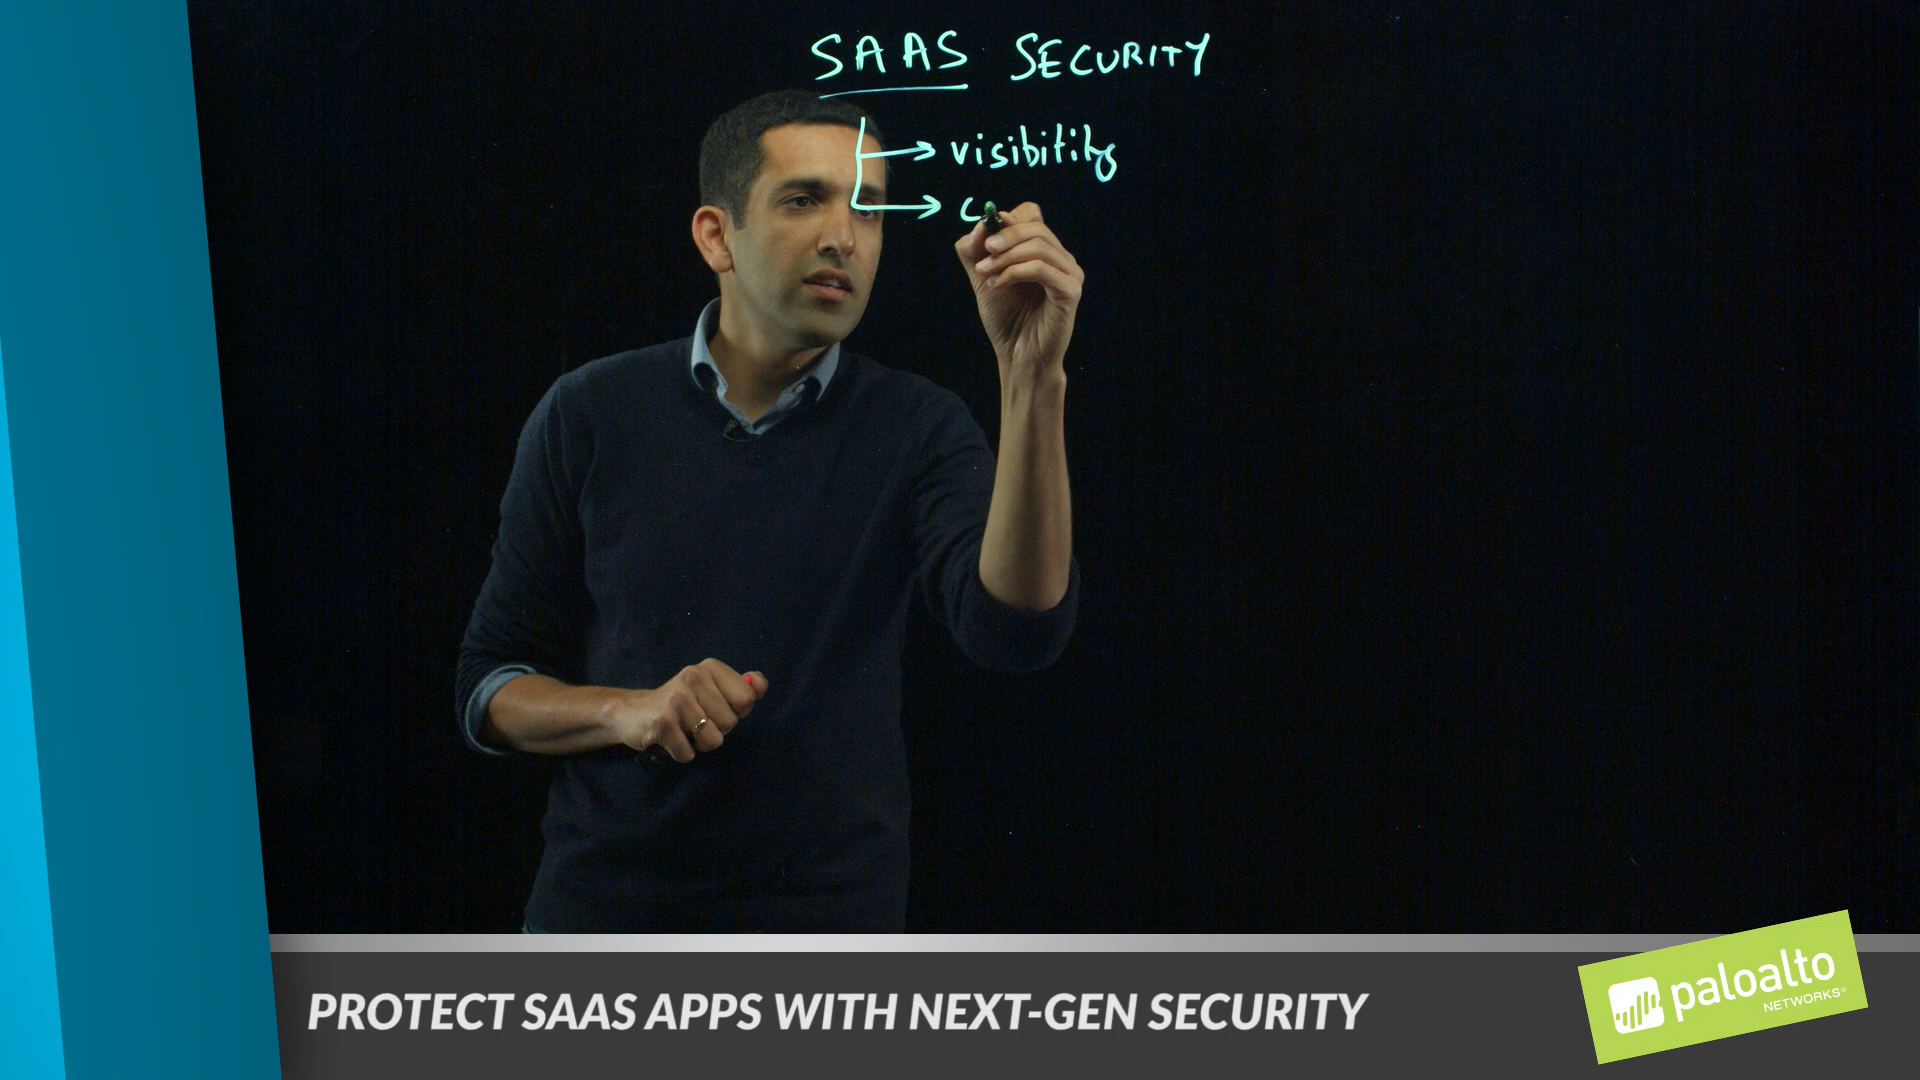 SAAS SECURITY
visibility
c
PROTECT SAAS APPS WITH NEXT-GEN SECURITY
paloalto
NETWORKS®